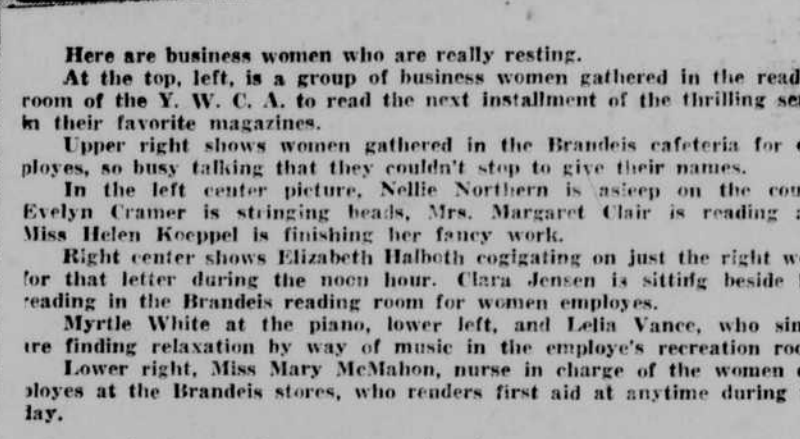 Here are business women who are really resting.
At the top, left, is a group of business women gathered in the read
room of the Y. W. C. A. to read the next installment of the thrilling se
in their favorite magazines.
Upper right shows women gathered in the Brandeis cafeteria for
ployes, so busy talking that they couldn't stop to give their names.
In the left center picture, Nellie Northern is asleep on the cou
Evelyn Cramer is stringing beads, Mrs. Margaret Clair is reading
Miss Helen Koeppel is finishing her fancy work.
Right center shows Elizabeth Halboth cogigating on just the right w
for that letter during the noon hour. Clara Jensen is sitting beside
reading in the Brandeis reading room for women employes.
Myrtle White at the piano, lower left, and Lelia Vance, who sin
are finding relaxation by way of music in the employe's recreation roo
Lower right, Miss Mary McMahon, nurse in charge of the women
ployes at the Brandeis stores, who renders first aid at anytime during
lay.